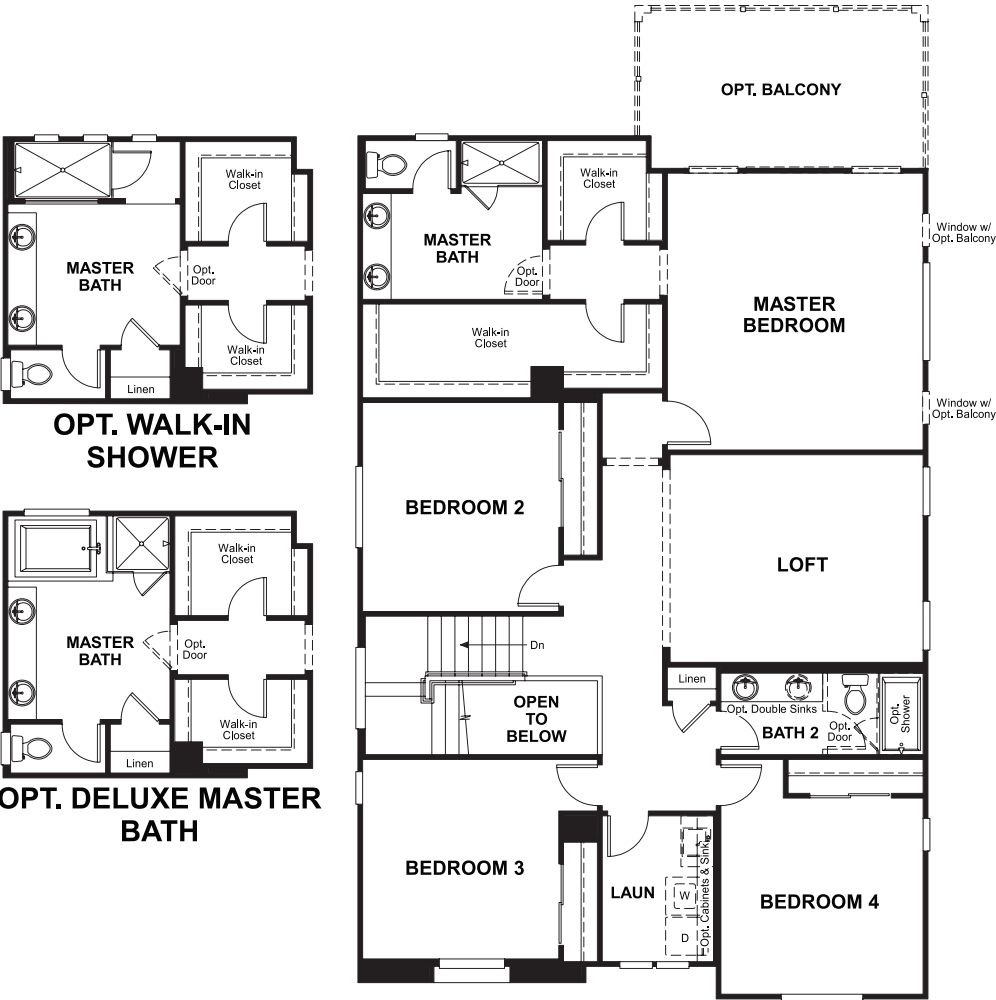 OPT. BALCONY
Walk-in
Closet
MASTER
BATH
Opt.
Door
Walk-in
Closet
Linen
OPT. WALK-IN
SHOWER
Walk-in
Closet
MASTER
BATH
Opt.
Door
Walk-in
Closet
Linen
OPT. DELUXE MASTER
BATH
Walk-in
Closet
MASTER
BATH
Opt.
Door
Walk-in
Closet
MASTER
BEDROOM
Window w/
Opt. Balcony
Window w/
Opt. Balcony
BEDROOM 2
LOFT
Dn
OPEN
TO
BELOW
Linen
Opt. Double Sinks
BATH 2
Opt.
Door
Opt.
Shower
BEDROOM 3
LAUN
W
D
Opt. Cabinets & Sink
BEDROOM 4